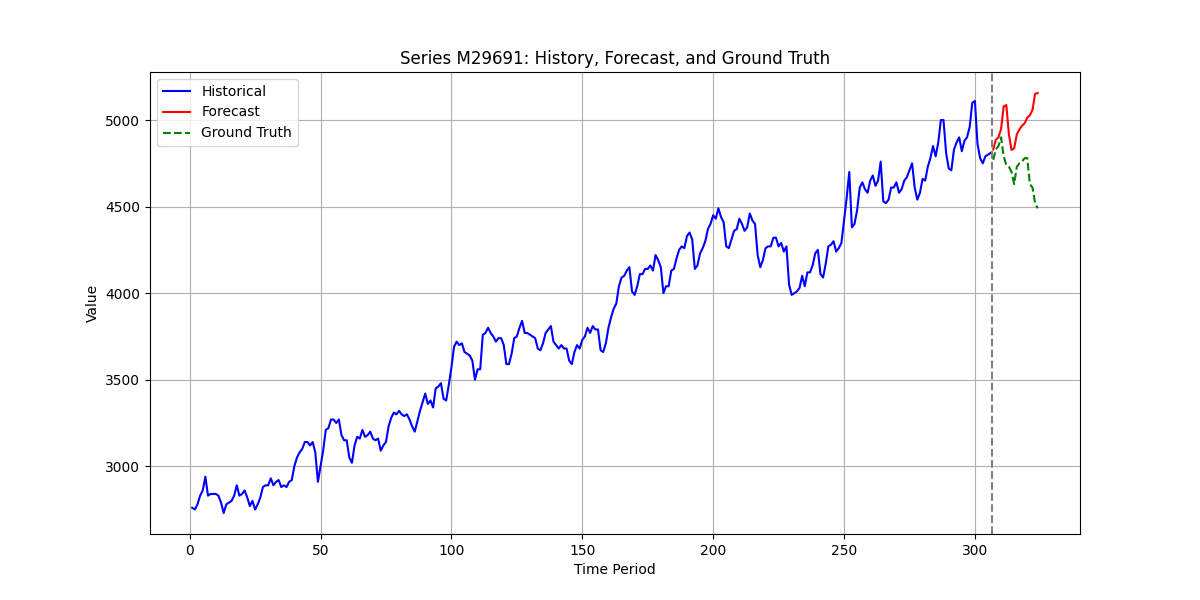 Series M29691: History, Forecast, and Ground Truth
Historical
Forecast
Ground Truth
5000
4500
4000
3500
3000
Value
0 50 100 150 200 250 300
Time Period